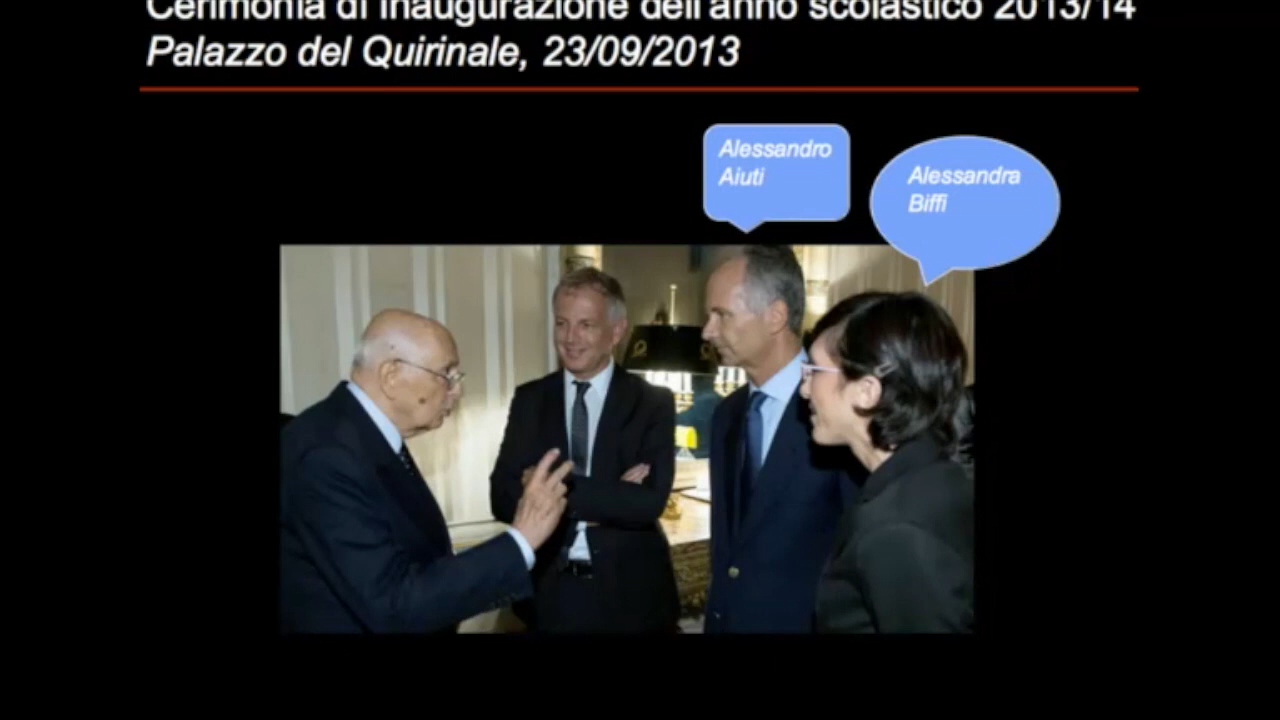 Cerimonia di inaugurazione dell'anno scolastico 2013/14
Palazzo del Quirinale, 23/09/2013
Alessandro
Aiuti
Alessandra
Biffi